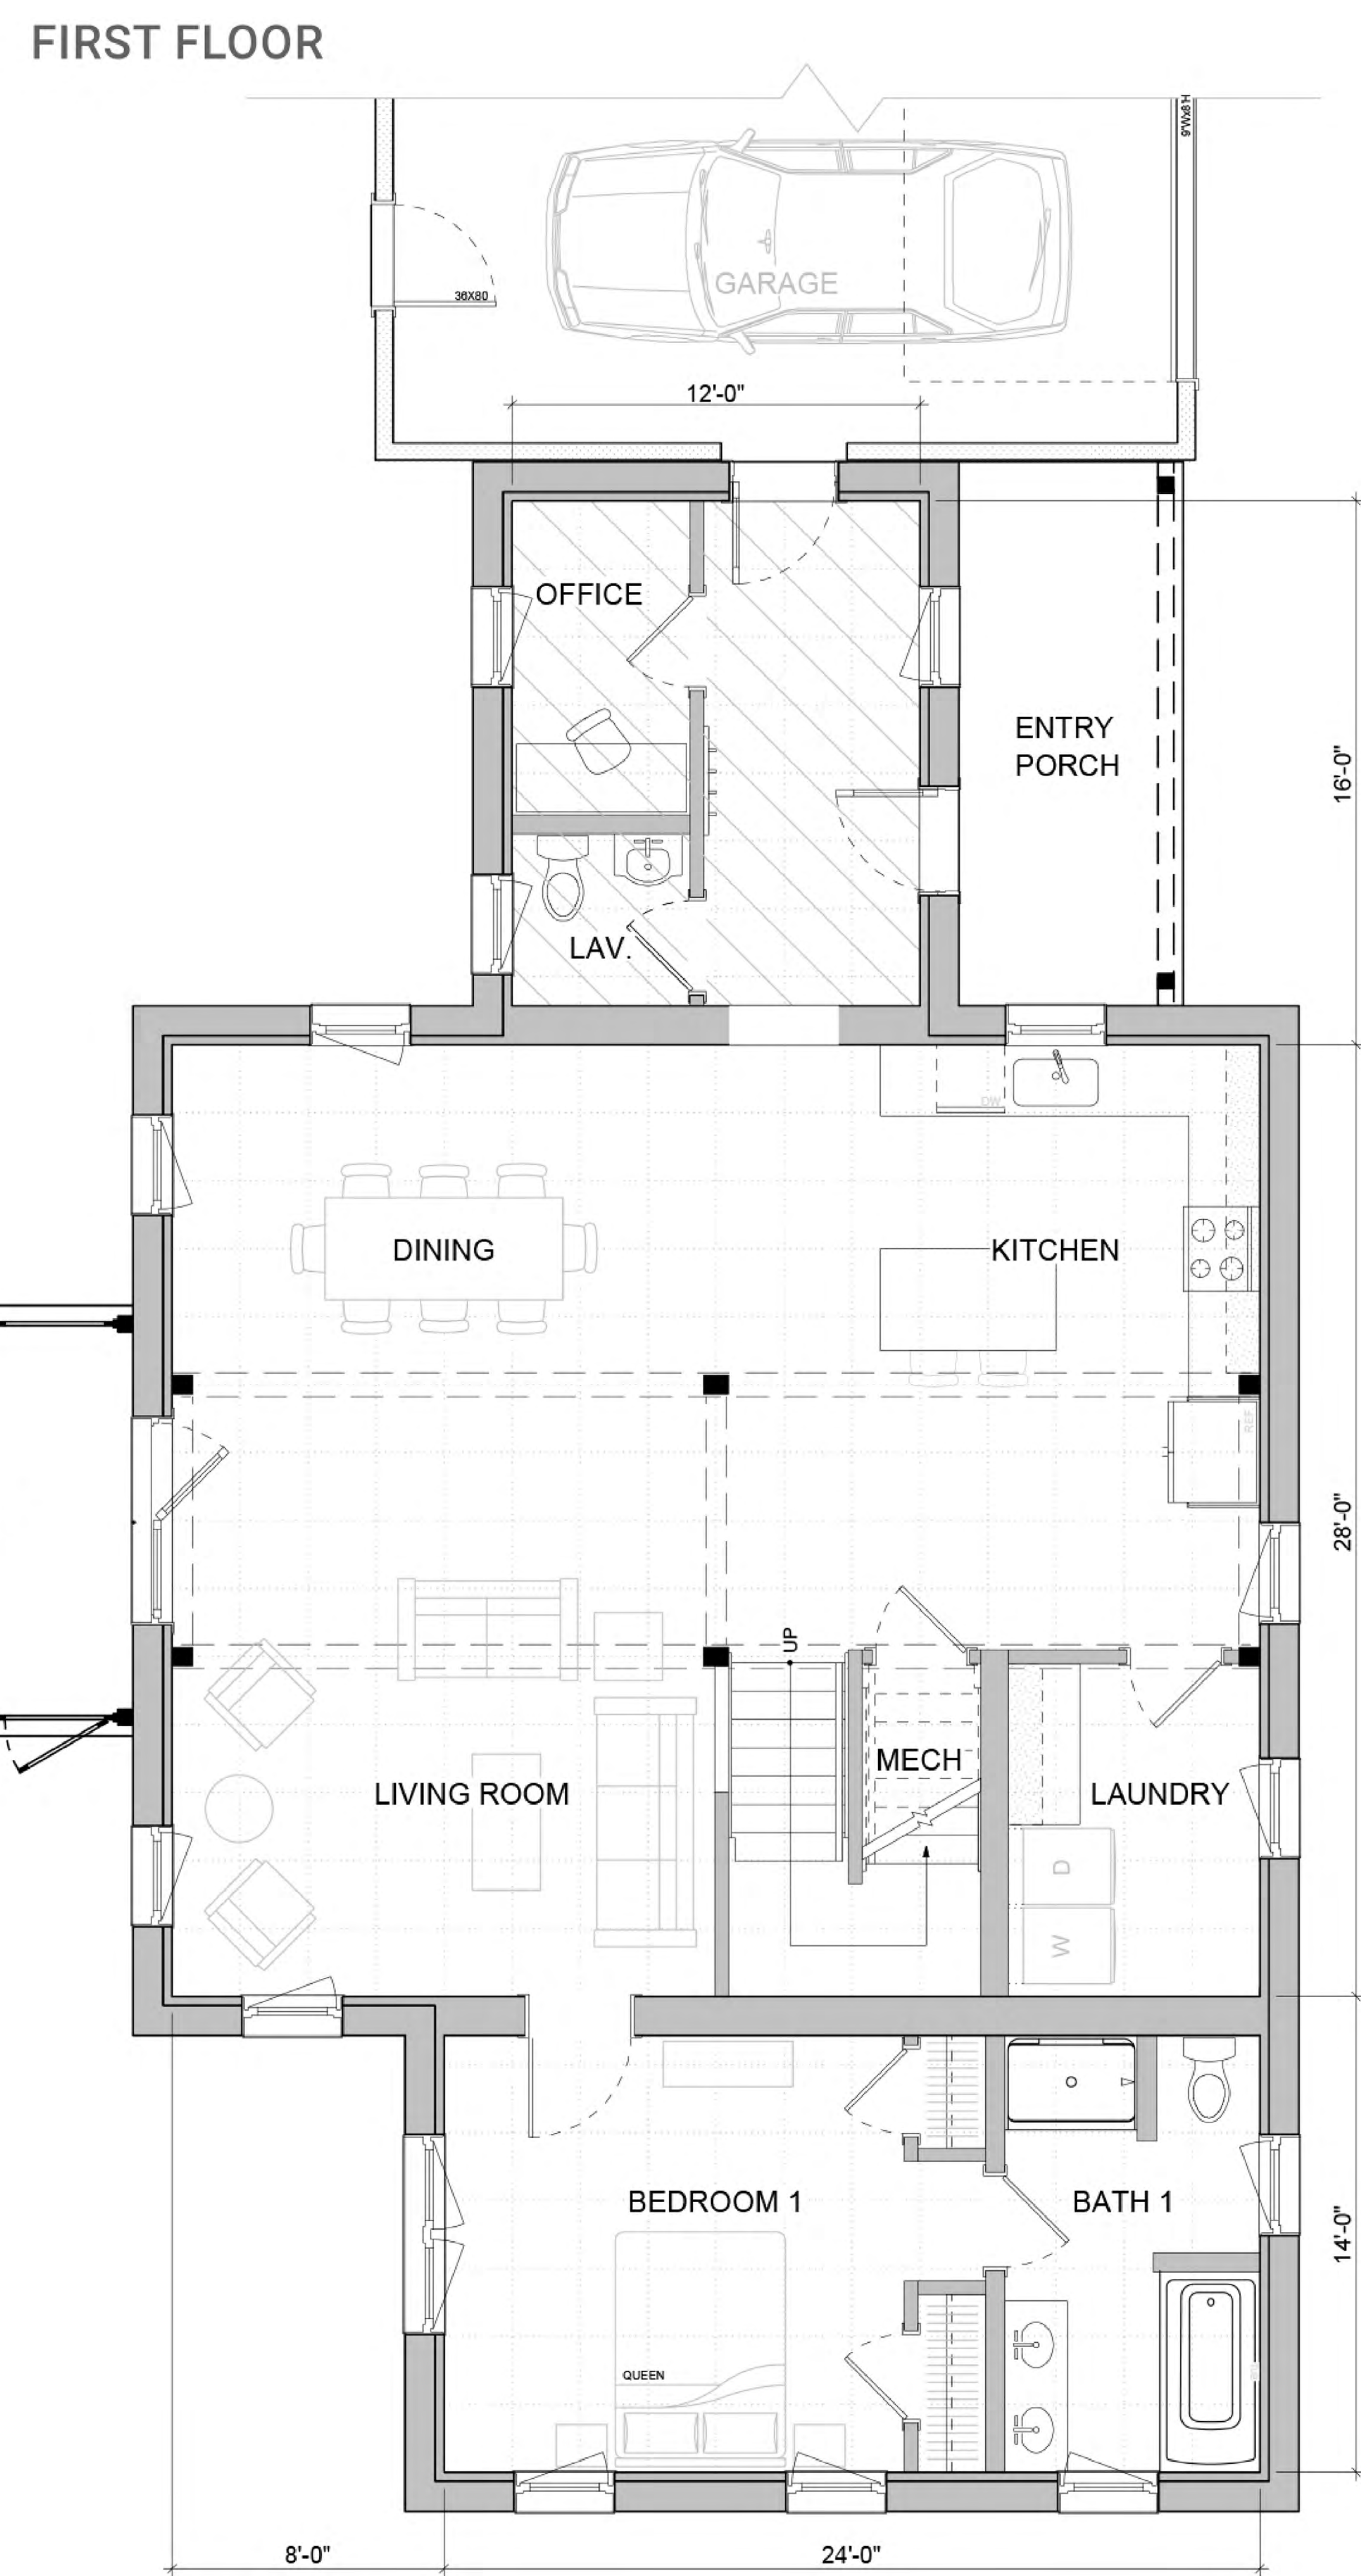 FIRST FLOOR
9'Wx8'H
GARAGE
36X80
12'-0"
OFFICE
ENTRY
PORCH
16'-0"
LAV.
DW
DINING
KITCHEN
REF.
28'-0"
UP
MECH
LIVING ROOM
LAUNDRY
D
W
BEDROOM 1
BATH 1
14'-0"
QUEEN
8'-0"
24'-0"